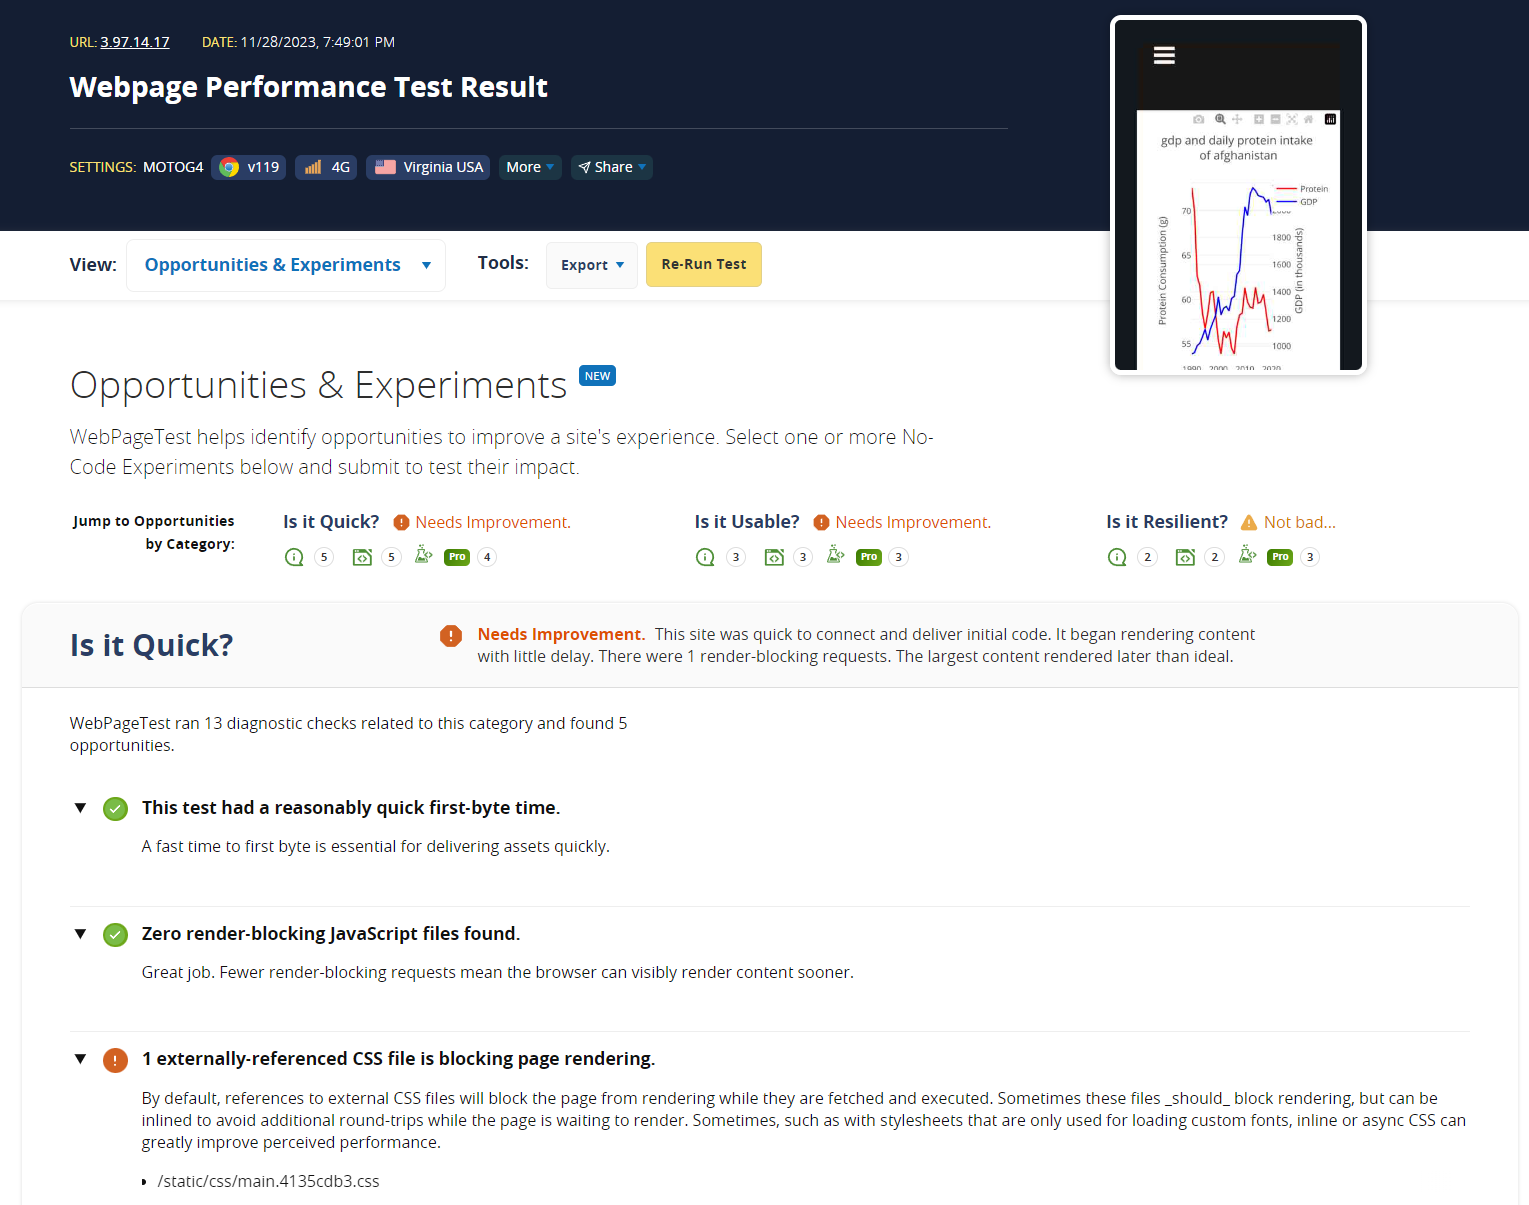 URL: 3.97.14.17 DATE: 11/28/2023, 7:49:01 PM
Webpage Performance Test Result
SETTINGS: MOTOG4 v119 4G Virginia USA More Share
gdp and daily protein intake
of afghanistan
Protein
GDP
70
65
60
55
Protein Consumption (g)
1800
1600
1400
1200
1000
GDP (in thousands)
1990 2000 2010 2020
View: Opportunities & Experiments Tools: Export Re-Run Test
Opportunities & Experiments NEW
WebPageTest helps identify opportunities to improve a site's experience. Select one or more No-
Code Experiments below and submit to test their impact.
Jump to Opportunities
by Category:
Is it Quick? Needs Improvement.
5 5 Pro 4
Is it Usable? Needs Improvement.
3 3 Pro 3
Is it Resilient? Not bad...
2 2 Pro 3
Is it Quick?
Needs Improvement. This site was quick to connect and deliver initial code. It began rendering content
with little delay. There were 1 render-blocking requests. The largest content rendered later than ideal.
WebPageTest ran 13 diagnostic checks related to this category and found 5
opportunities.
This test had a reasonably quick first-byte time.
A fast time to first byte is essential for delivering assets quickly.
Zero render-blocking JavaScript files found.
Great job. Fewer render-blocking requests mean the browser can visibly render content sooner.
1 externally-referenced CSS file is blocking page rendering.
By default, references to external CSS files will block the page from rendering while they are fetched and executed. Sometimes these files _should_ block rendering, but can be
inlined to avoid additional round-trips while the page is waiting to render. Sometimes, such as with stylesheets that are only used for loading custom fonts, inline or async CSS can
greatly improve perceived performance.
/static/css/main.4135cdb3.css